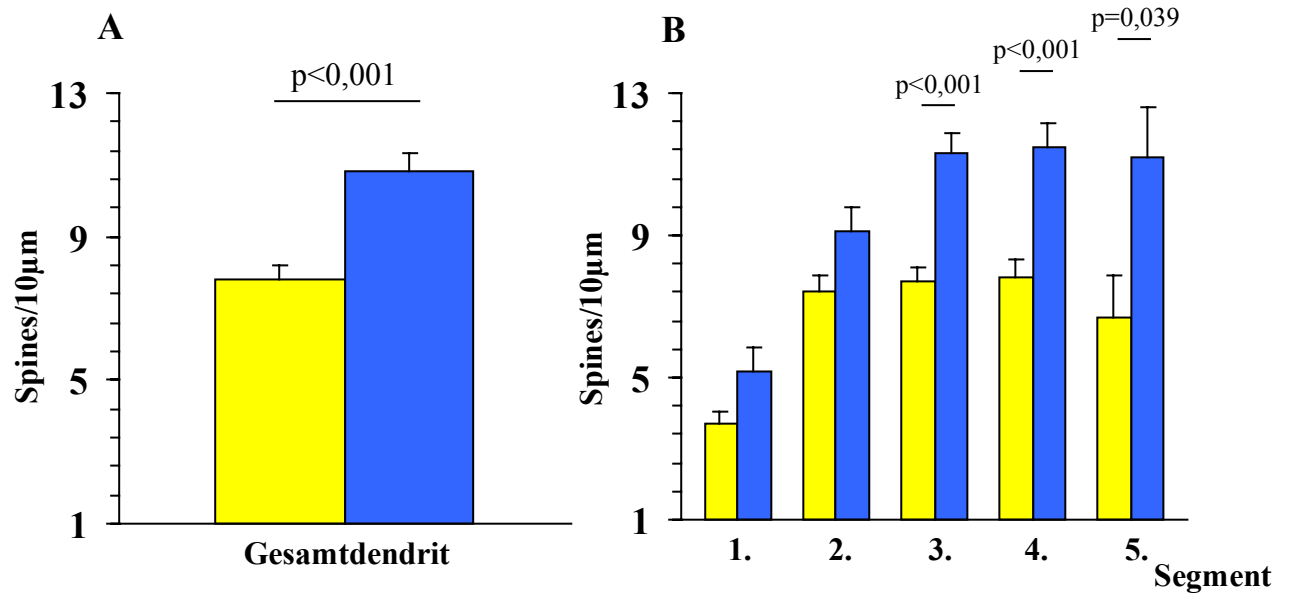 A
p<0,001
13
9
5
1
Spines/10µm
Gesamtdendrit
B
p<0,001
p<0,001
p=0,039
13
9
5
1
Spines/10µm
1. 2. 3. 4. 5.
Segment